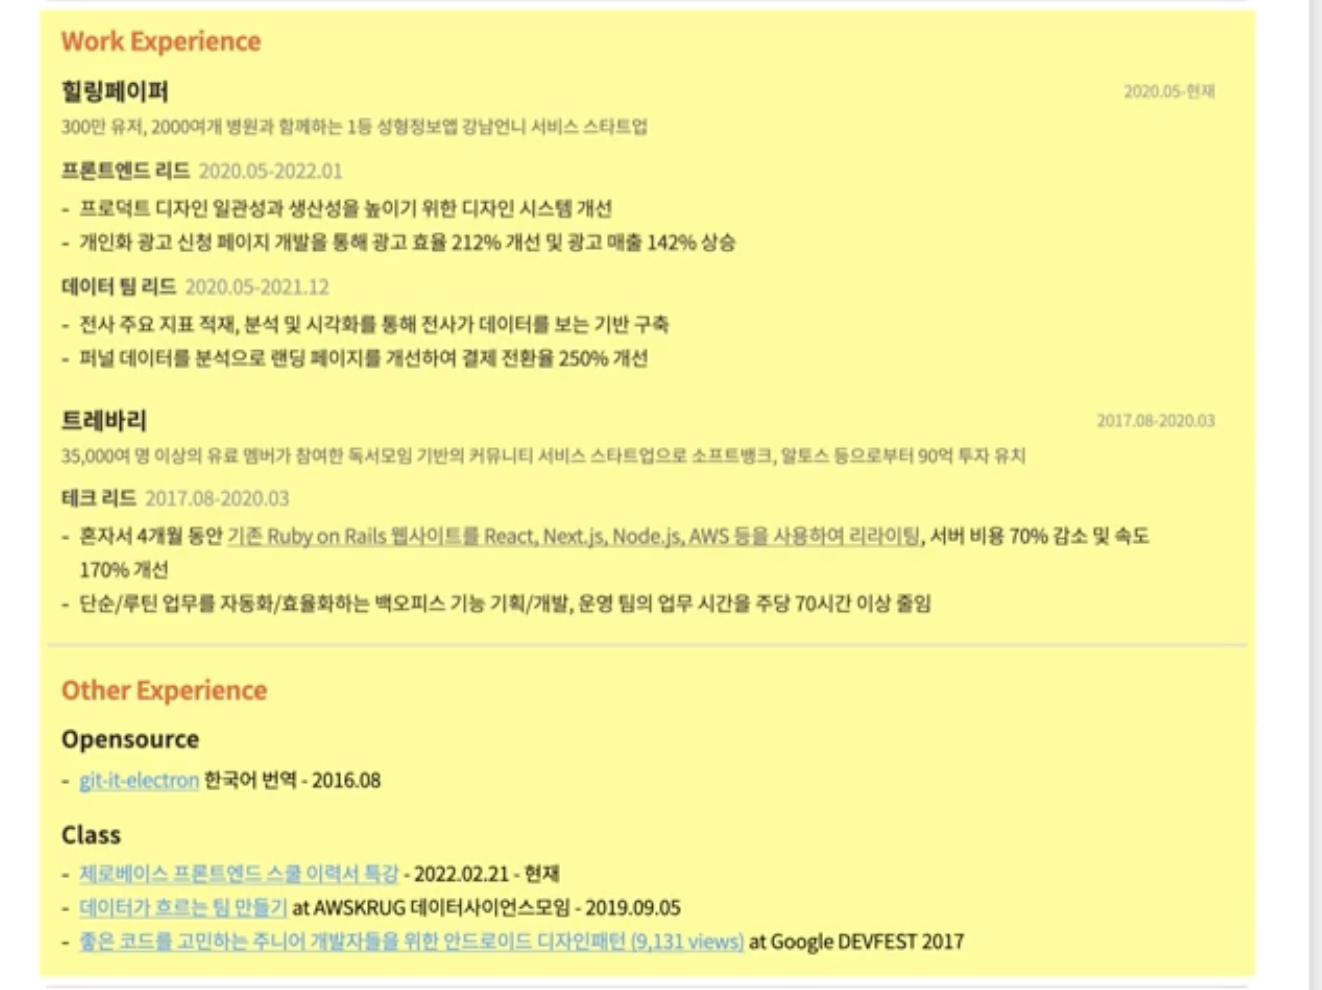 Work Experience
힐링페이퍼 2020.05-현재
300만 유저, 2000여개 병원과 함께하는 1등 성형정보앱 강남언니 서비스 스타트업
프론트엔드 리드 2020.05-2022.01
- 프로덕트 디자인 일관성과 생산성을 높이기 위한 디자인 시스템 개선
- 개인화 광고 신청 페이지 개발을 통해 광고 효율 212% 개선 및 광고 매출 142% 상승
데이터 팀 리드 2020.05-2021.12
- 전사 주요 지표 적재, 분석 및 시각화를 통해 전사가 데이터를 보는 기반 구축
- 퍼널 데이터를 분석으로 랜딩 페이지를 개선하여 결제 전환율 250% 개선
트레바리 2017.08-2020.03
35,000여 명 이상의 유료 멤버가 참여한 독서모임 기반의 커뮤니티 서비스 스타트업으로 소프트뱅크, 알토스 등으로부터 90억 투자 유치
테크 리드 2017.08-2020.03
- 혼자서 4개월 동안 기존 Ruby on Rails 웹사이트를 React, Next.js, Node.js, AWS 등을 사용하여 리라이팅, 서버 비용 70% 감소 및 속도
170% 개선
- 단순/루틴 업무를 자동화/효율화하는 백오피스 기능 기획/개발, 운영 팀의 업무 시간을 주당 70시간 이상 줄임
Other Experience
Opensource
- git-it-electron 한국어 번역 - 2016.08
Class
- 제로베이스 프론트엔드 스쿨 이력서 특강 - 2022.02.21 - 현재
- 데이터가 흐르는 팀 만들기 at AWSKRUG 데이터사이언스모임 - 2019.09.05
- 좋은 코드를 고민하는 주니어 개발자들을 위한 안드로이드 디자인패턴 (9,131 views) at Google DEVFEST 2017